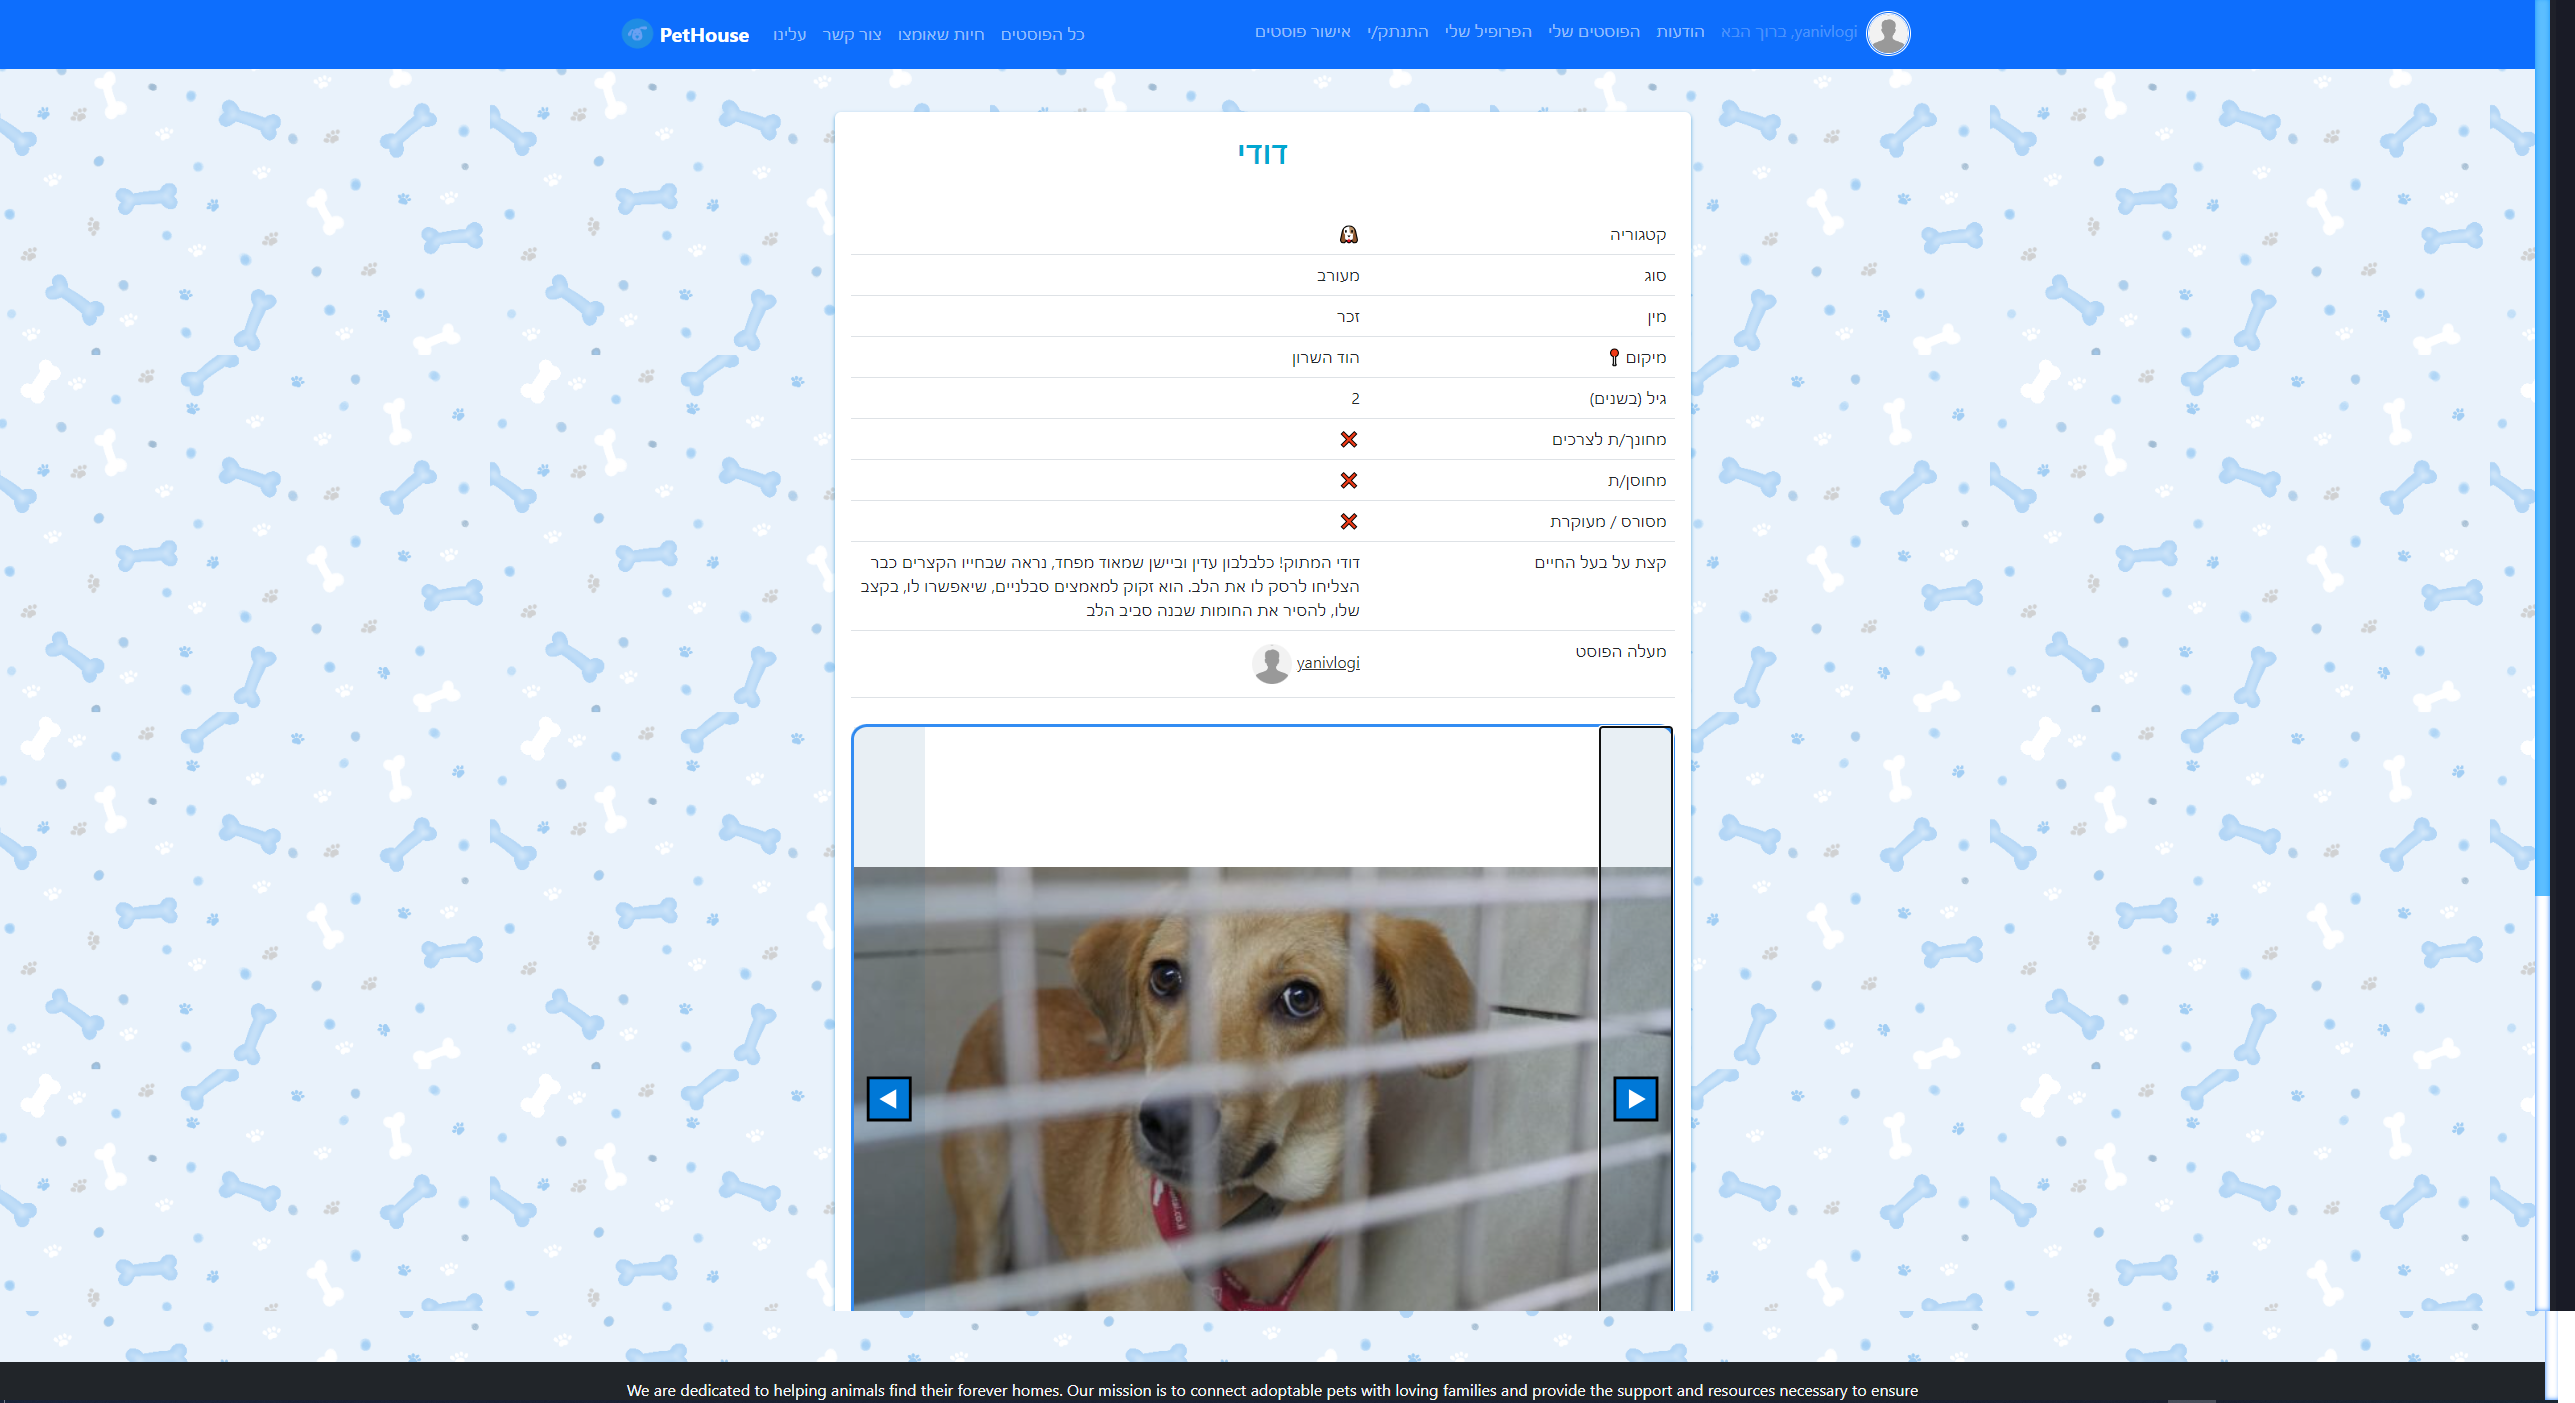 PetHouse
עלינו
צור קשר
חיות שאומצו
כל הפוסטים
אישור פוסטים
התנתק/י
הפרופיל שלי
הפוסטים שלי
הודעות
yanivlogi, ברוך הבא
דודי
קטגוריה
סוג מעורב
מין זכר
מיקום הוד השרון
גיל (בשנים) 2
מחונך/ת לצרכים
מחוסן/ת
מסורס / מעוקרת
קצת על בעל החיים דודי המתוק! כלבלבון עדין וביישן שמאוד מפחד, נראה שבחייו הקצרים כבר
הצליחו לרסק לו את הלב. הוא זקוק למאמצים סבלניים, שיאפשרו לו, בקצב
שלו, להסיר את החומות שבנה סביב הלב
מעלה הפוסט yanivlogi
We are dedicated to helping animals find their forever homes. Our mission is to connect adoptable pets with loving families and provide the support and resources necessary to ensure